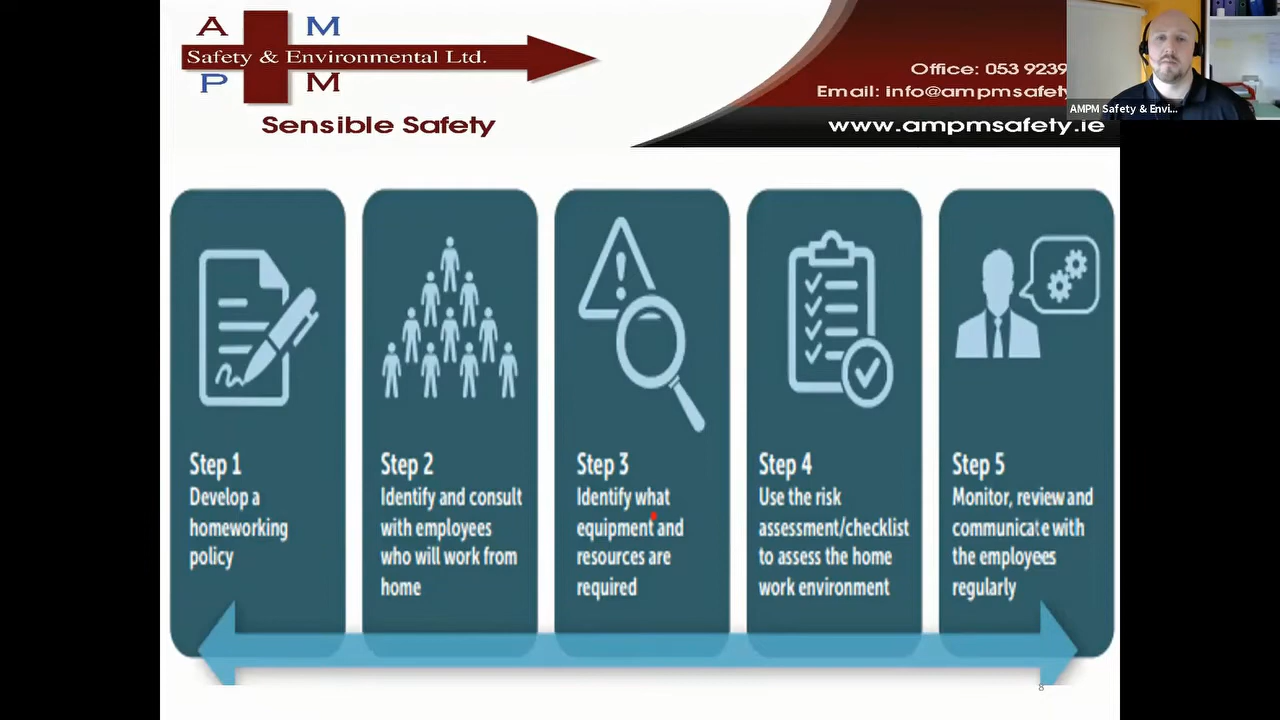 A M
Safety & Environmental Ltd.
P M
Sensible Safety
Office: 053 9239
Email: info@ampmsafety
www.ampmsafety.ie
AMPM Safety & Envi...
Step 1
Develop a
homeworking
policy
Step 2
Identify and consult
with employees
who will work from
home
Step 3
Identify what
equipment and
resources are
required
Step 4
Use the risk
assessment/checklist
to assess the home
work environment
Step 5
Monitor, review and
communicate with
the employees
regularly
8